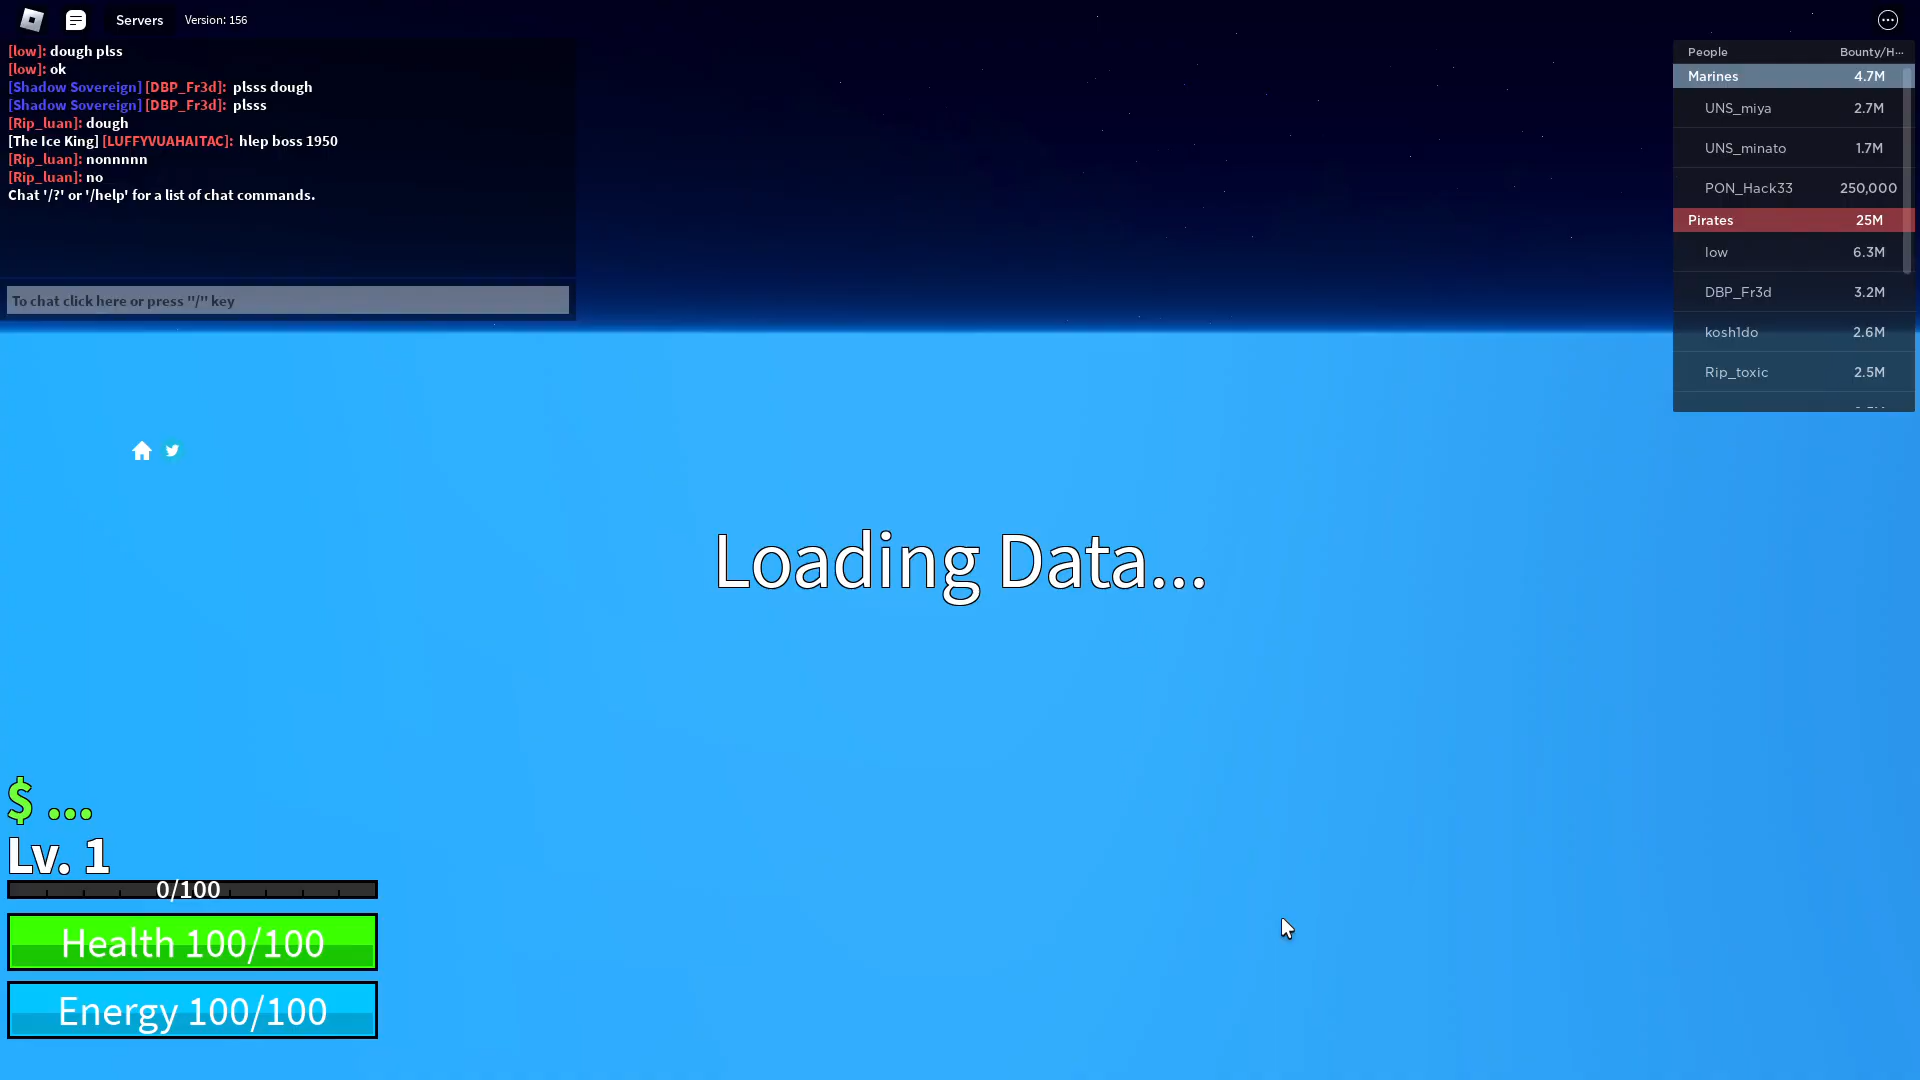 Servers Version: 156
[low]: dough plss
[low]: ok
[Shadow Sovereign] [DBP_Fr3d]: plsss dough
[Shadow Sovereign] [DBP_Fr3d]: plsss
[Rip_luan]: dough
[The Ice King] [LUFFYVUAHAITAC]: hlep boss 1950
[Rip_luan]: nonnnnn
[Rip_luan]: no
Chat '/?' or '/help' for a list of chat commands.
To chat click here or press "/" key
People Bounty/H...
Marines 4.7M
UNS_miya 2.7M
UNS_minato 1.7M
PON_Hack33 250,000
Pirates 25M
low 6.3M
DBP_Fr3d 3.2M
kosh1do 2.6M
Rip_toxic 2.5M
Loading Data...
$ ...
Lv. 1
0/100
Health 100/100
Energy 100/100